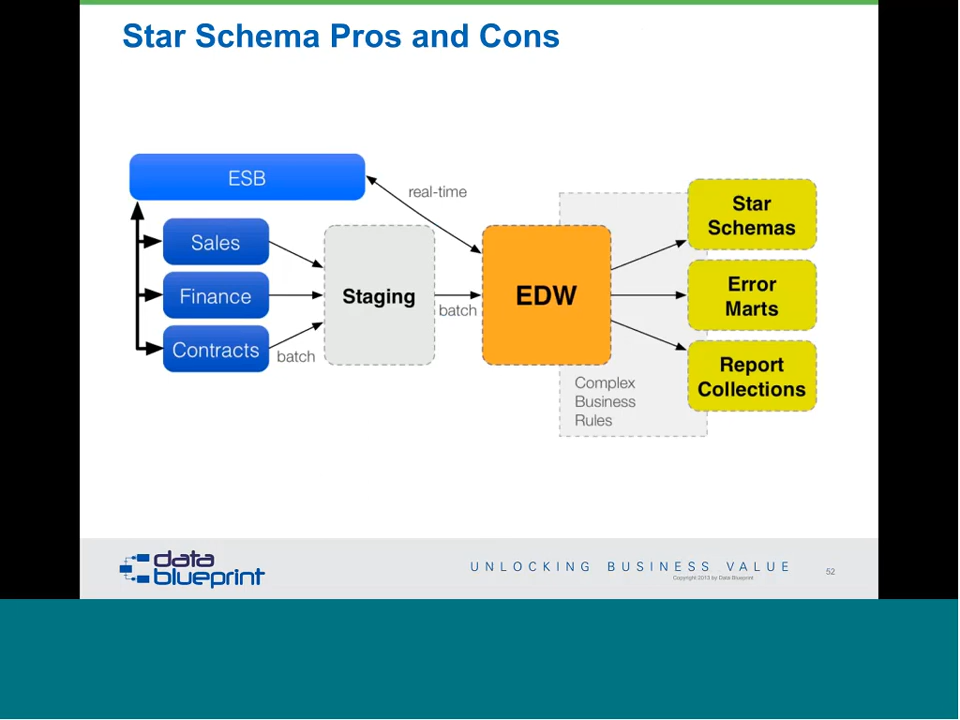 Star Schema Pros and Cons
ESB
real-time
Sales
Finance
Contracts
batch
Staging
batch
EDW
Complex
Business
Rules
Star
Schemas
Error
Marts
Report
Collections
data
blueprint
UNLOCKING BUSINESS VALUE
Copyright 2013 by Data Blueprint
52